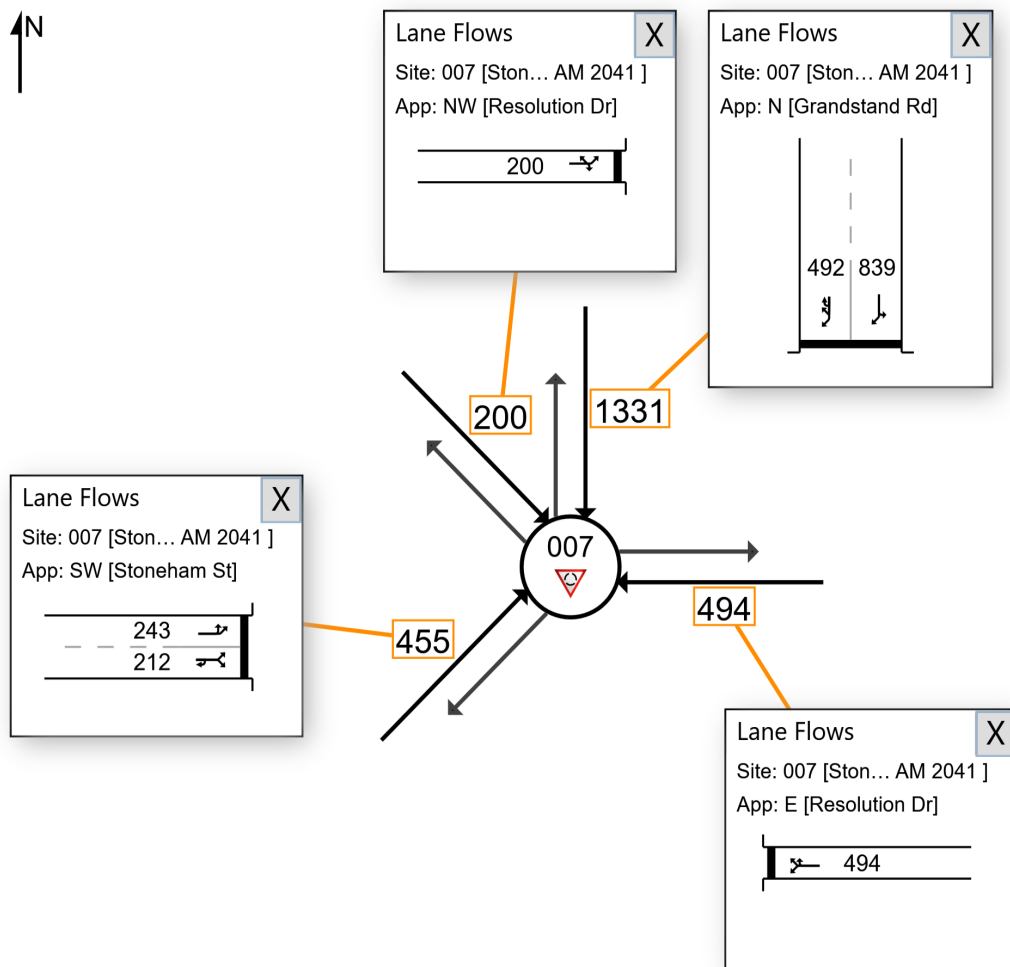 N
Lane Flows
X
Site: 007 [Ston... AM 2041 ]
App: NW [Resolution Dr]
200
Lane Flows
X
Site: 007 [Ston... AM 2041 ]
App: N [Grandstand Rd]
492 839
200
1331
Lane Flows
X
Site: 007 [Ston... AM 2041 ]
App: SW [Stoneham St]
243
212
455
007
494
Lane Flows
X
Site: 007 [Ston... AM 2041 ]
App: E [Resolution Dr]
494